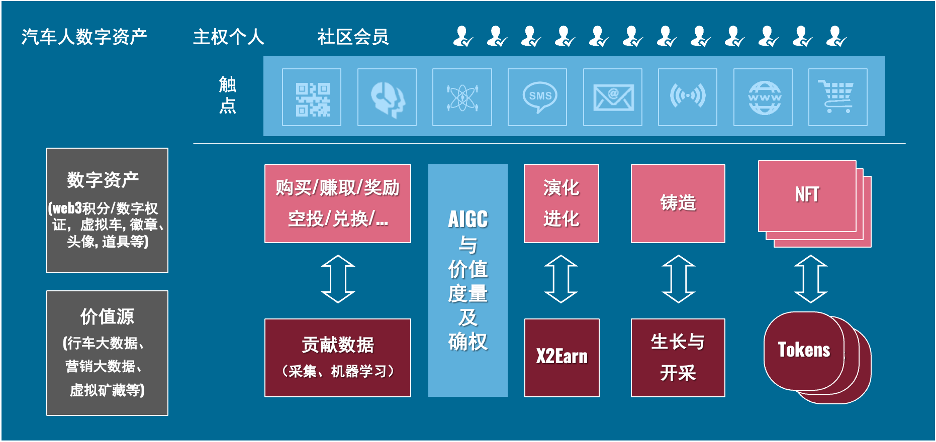 汽车人数字资产
主权个人
社区会员
触
点
SMS
@
WWW
数字资产
(web3积分/数字权
证，虚拟车, 徽章、
头像, 道具等)
购买/赚取/奖励
空投/兑换/...
AIGC
与
价值
度量
及
确权
演化
进化
铸造
NFT
价值源
(行车大数据、
营销大数据、
虚拟矿藏等)
贡献数据
（采集、机器学习）
X2Earn
生长与
开采
Tokens